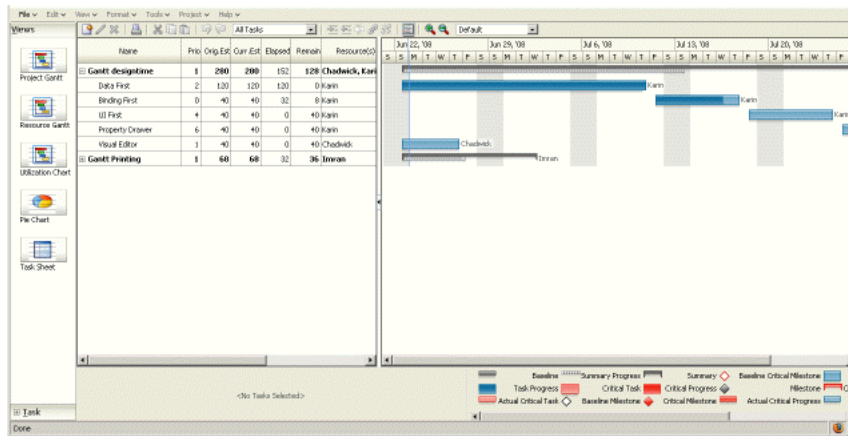 File Edit View Format Tools Project Help
Views
All Tasks
Default
Name Prio Orig.Est Curr.Est Elapsed Remain Resource(s)
Jun 22, '08 Jun 29, '08 Jul 6, '08 Jul 13, '08 Jul 20, '08
S S M T W T F S S M T W T F S S M T W T F S S M T W T F S S M T W T F
Gantt designtime 1 280 280 152 128 Chadwick, Kari
Data First 2 120 120 120 0 Karin Karin
Binding First 0 40 40 32 8 Karin Karin
UI First 4 40 40 0 40 Karin
Property Drawer 6 40 40 0 40 Karin
Visual Editor 1 40 40 0 40 Chadwick Chadwick
Gantt Printing 1 68 68 32 36 Imran Imran
Project Gantt
Resource Gantt
Utilization Chart
Pie Chart
Task Sheet
Task
<No Tasks Selected>
Baseline Summary Progress Summary Baseline Critical Milestone
Task Progress Critical Task Critical Progress Milestone
Actual Critical Task Baseline Milestone Critical Milestone Actual Critical Progress
Done